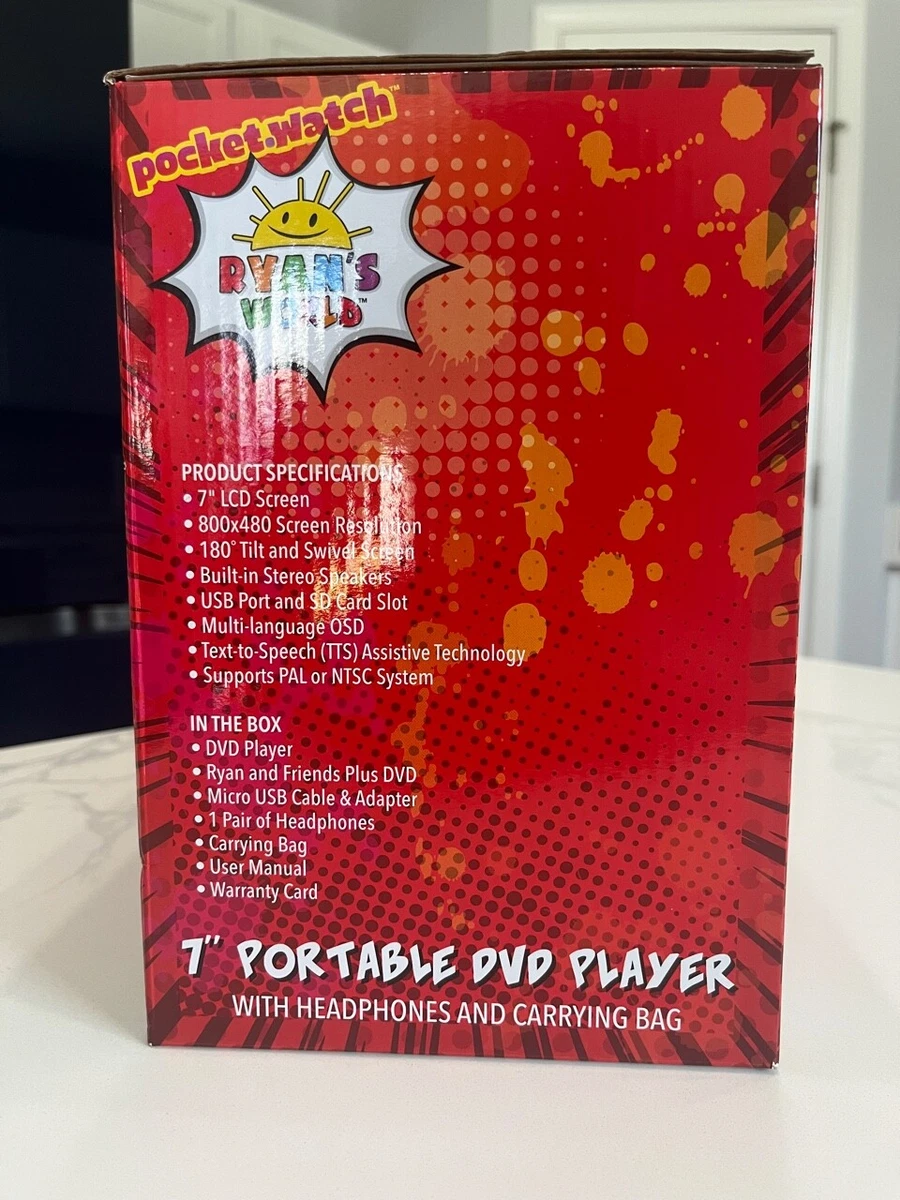 pocket.watch™
RYAN'S
WORLD™
PRODUCT SPECIFICATIONS
• 7" LCD Screen
• 800x480 Screen Resolution
• 180° Tilt and Swivel Screen
• Built-in Stereo Speakers
• USB Port and SD Card Slot
• Multi-language OSD
• Text-to-Speech (TTS) Assistive Technology
• Supports PAL or NTSC System
IN THE BOX
• DVD Player
• Ryan and Friends Plus DVD
• Micro USB Cable & Adapter
• 1 Pair of Headphones
• Carrying Bag
• User Manual
• Warranty Card
7" PORTABLE DVD PLAYER
WITH HEADPHONES AND CARRYING BAG